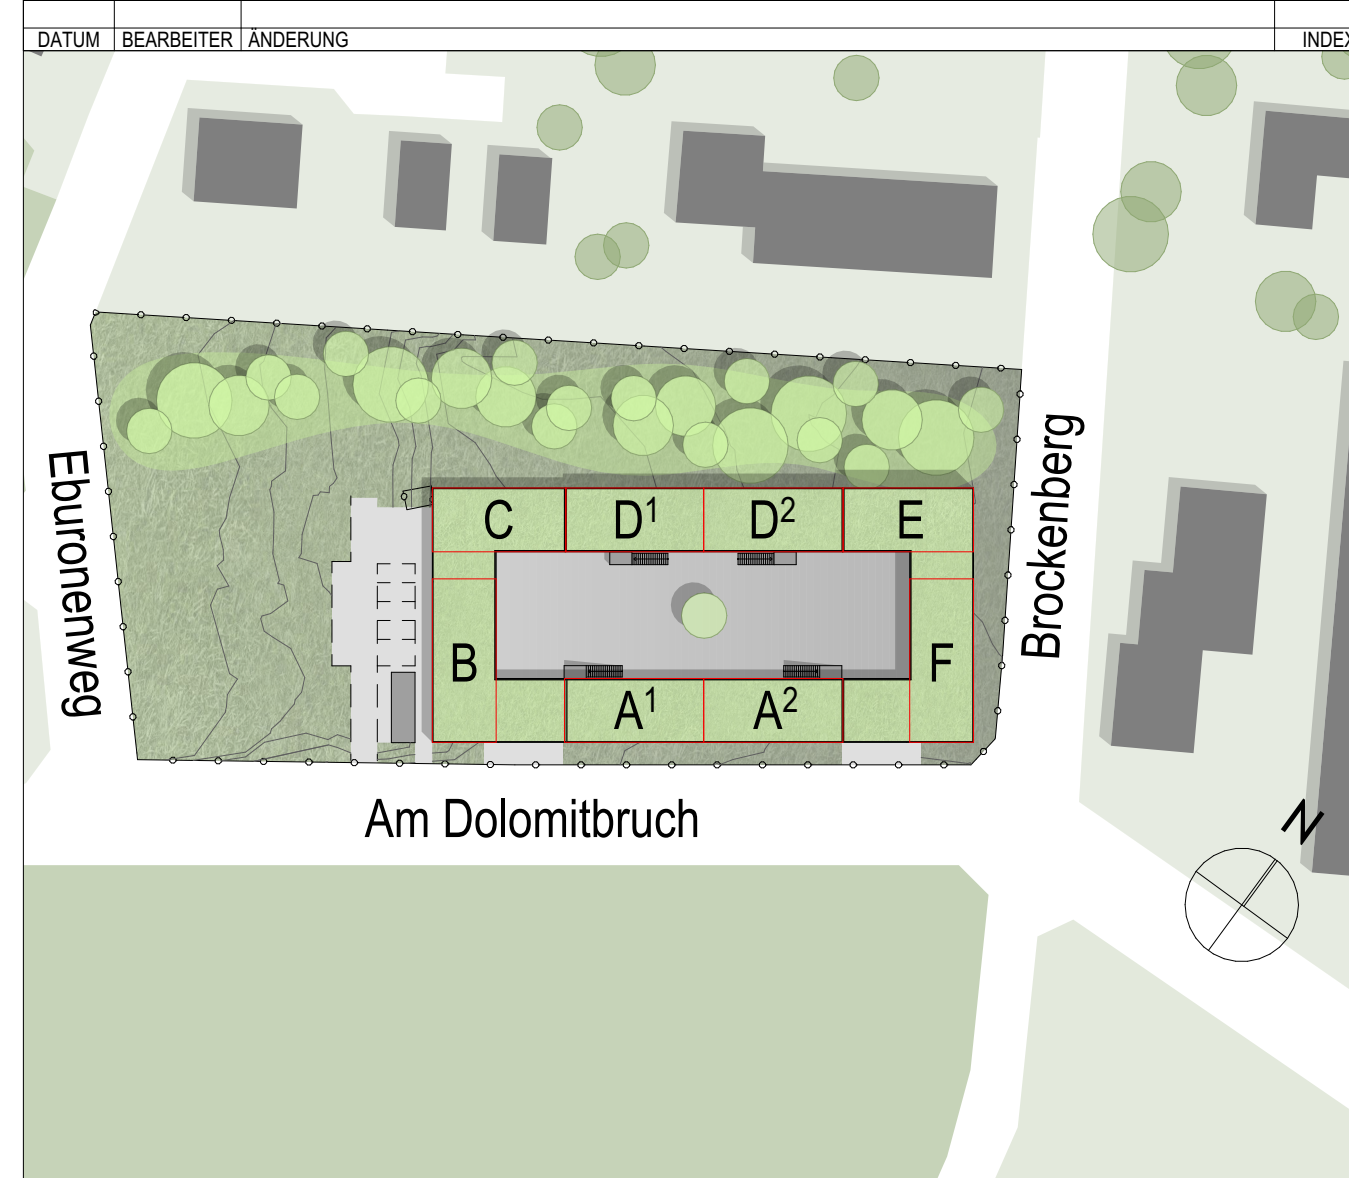 DATUM BEARBEITER ÄNDERUNG INDEX
C D¹ D² E
Eburonenweg
Brockenberg
B F
A¹ A²
Am Dolomitbruch
N